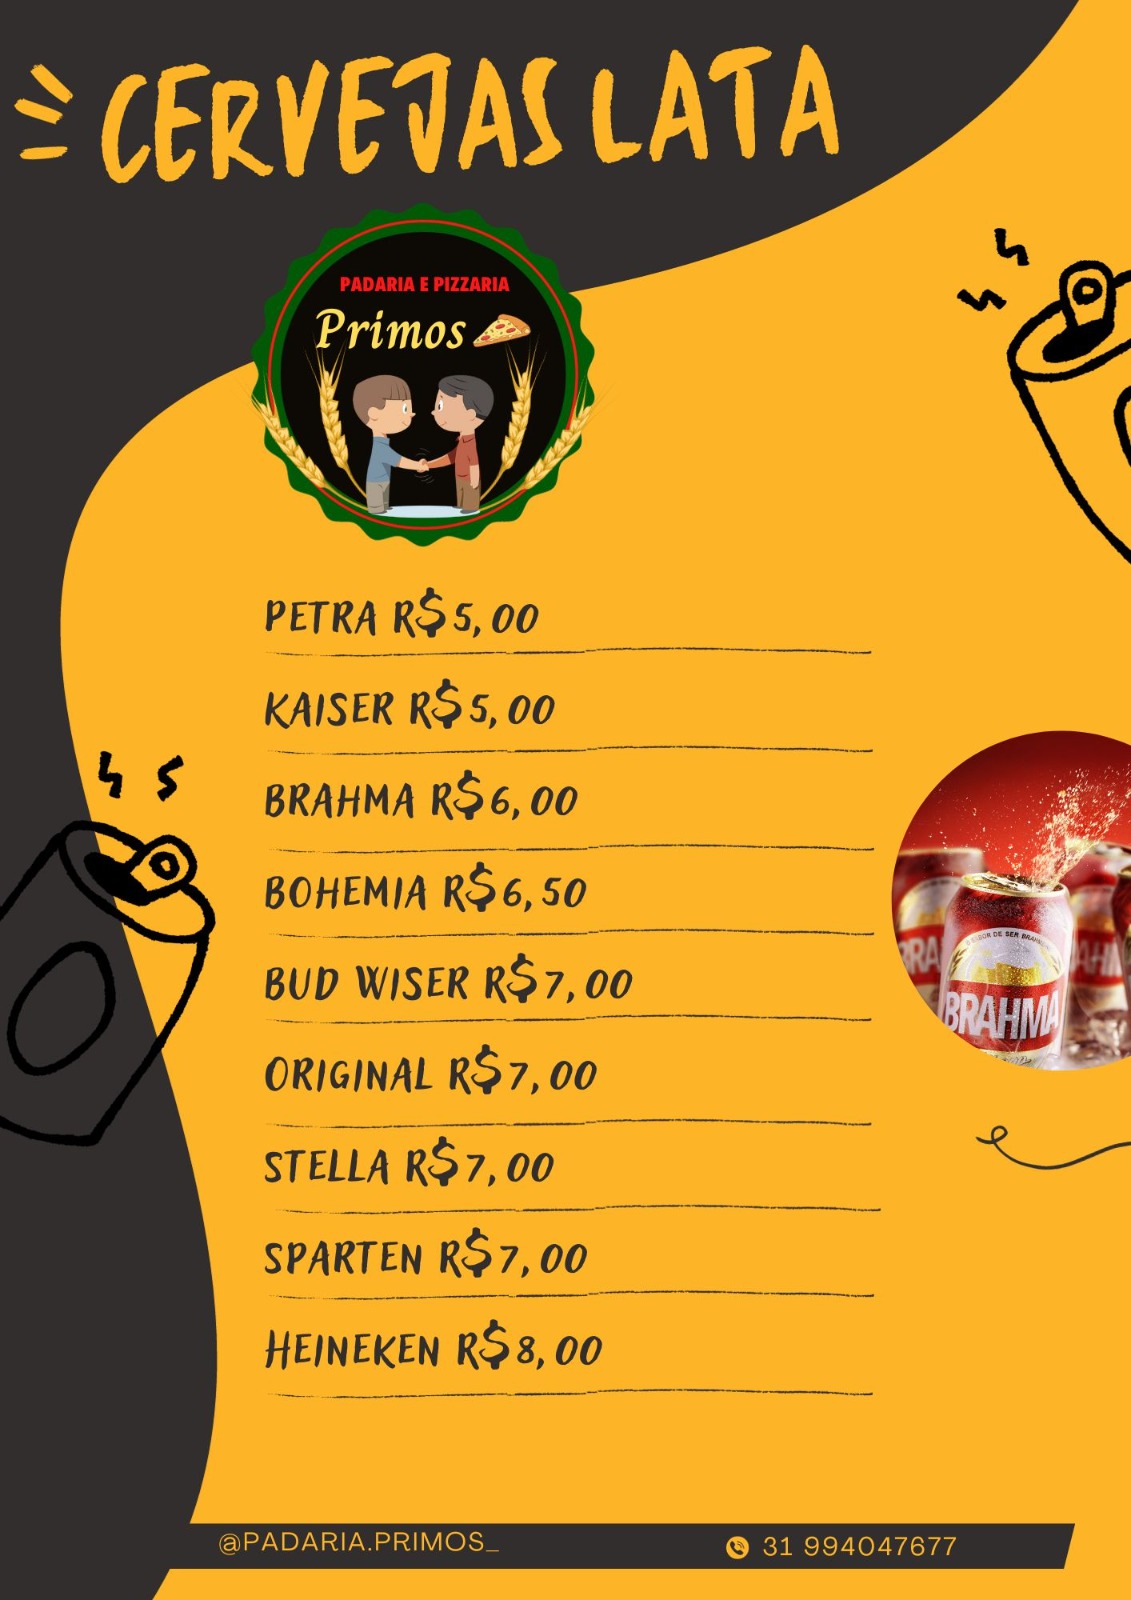 CERVEJAS LATA
PADARIA E PIZZARIA
Primos
PETRA R$5,00
KAISER R$5,00
BRAHMA R$6,00
BOHEMIA R$6,50
BUD WISER R$7,00
ORIGINAL R$7,00
STELLA R$7,00
SPARTEN R$7,00
HEINEKEN R$8,00
BRAHMA
@PADARIA.PRIMOS_
31 994047677